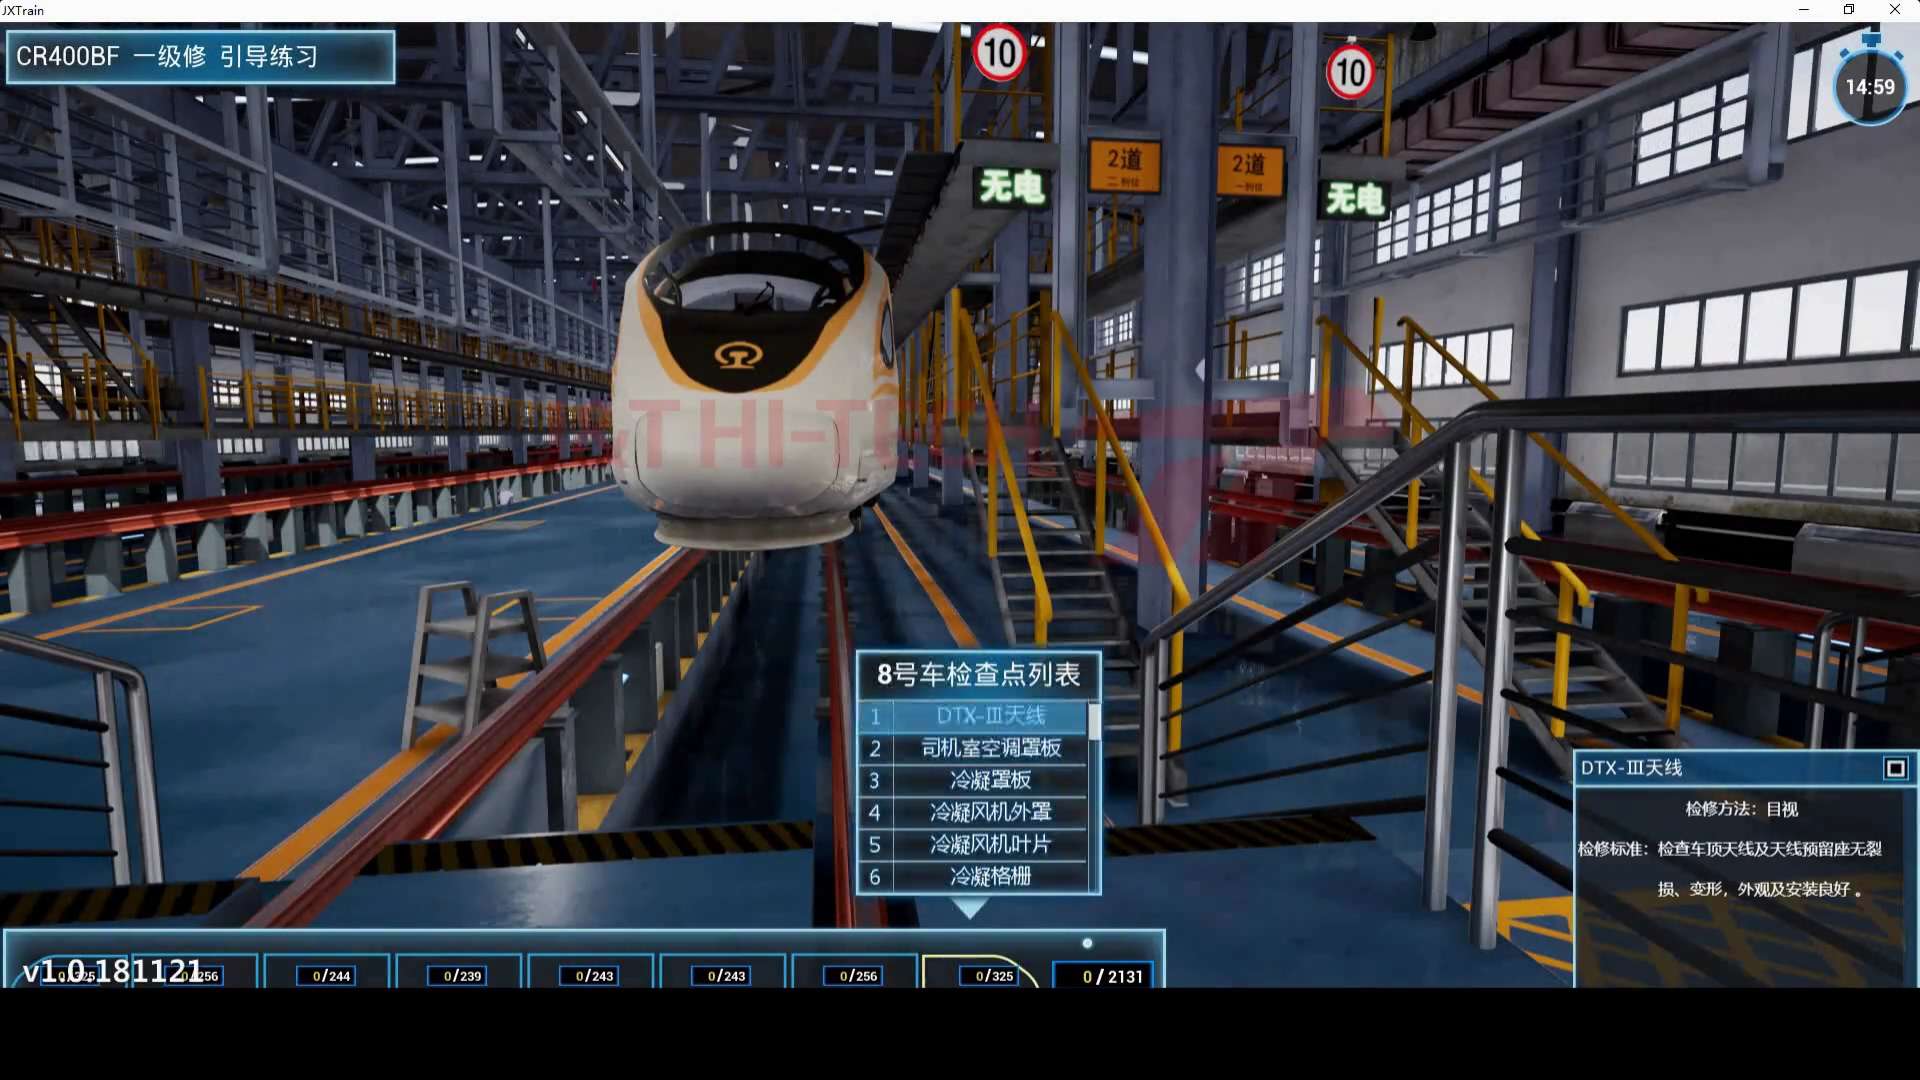 JXTrain
CR400BF 一级修 引导练习
10
10
14:59
2道
2道
无电
无电
THI-TECH
8号车检查点列表
1 DTX-Ⅲ天线
2 司机室空调罩板
3 冷凝罩板
4 冷凝风机外罩
5 冷凝风机叶片
6 冷凝格栅
DTX-Ⅲ天线
检修方法：目视
检修标准：检查车顶天线及天线预留座无裂
损、变形，外观及安装良好。
v1.0.181121
0/325
0/256
0/244
0/239
0/243
0/243
0/256
0/325
0/2131